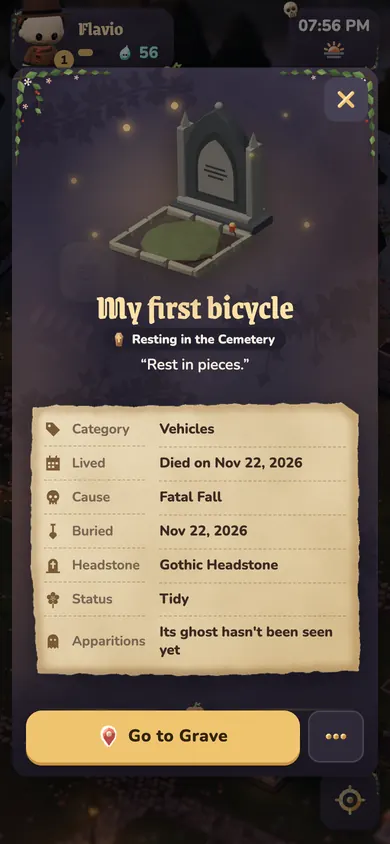 Flavio
07:56 PM
1
56
My first bicycle
Resting in the Cemetery
“Rest in pieces.”
Category Vehicles
Lived Died on Nov 22, 2026
Cause Fatal Fall
Buried Nov 22, 2026
Headstone Gothic Headstone
Status Tidy
Apparitions Its ghost hasn't been seen
yet
Go to Grave